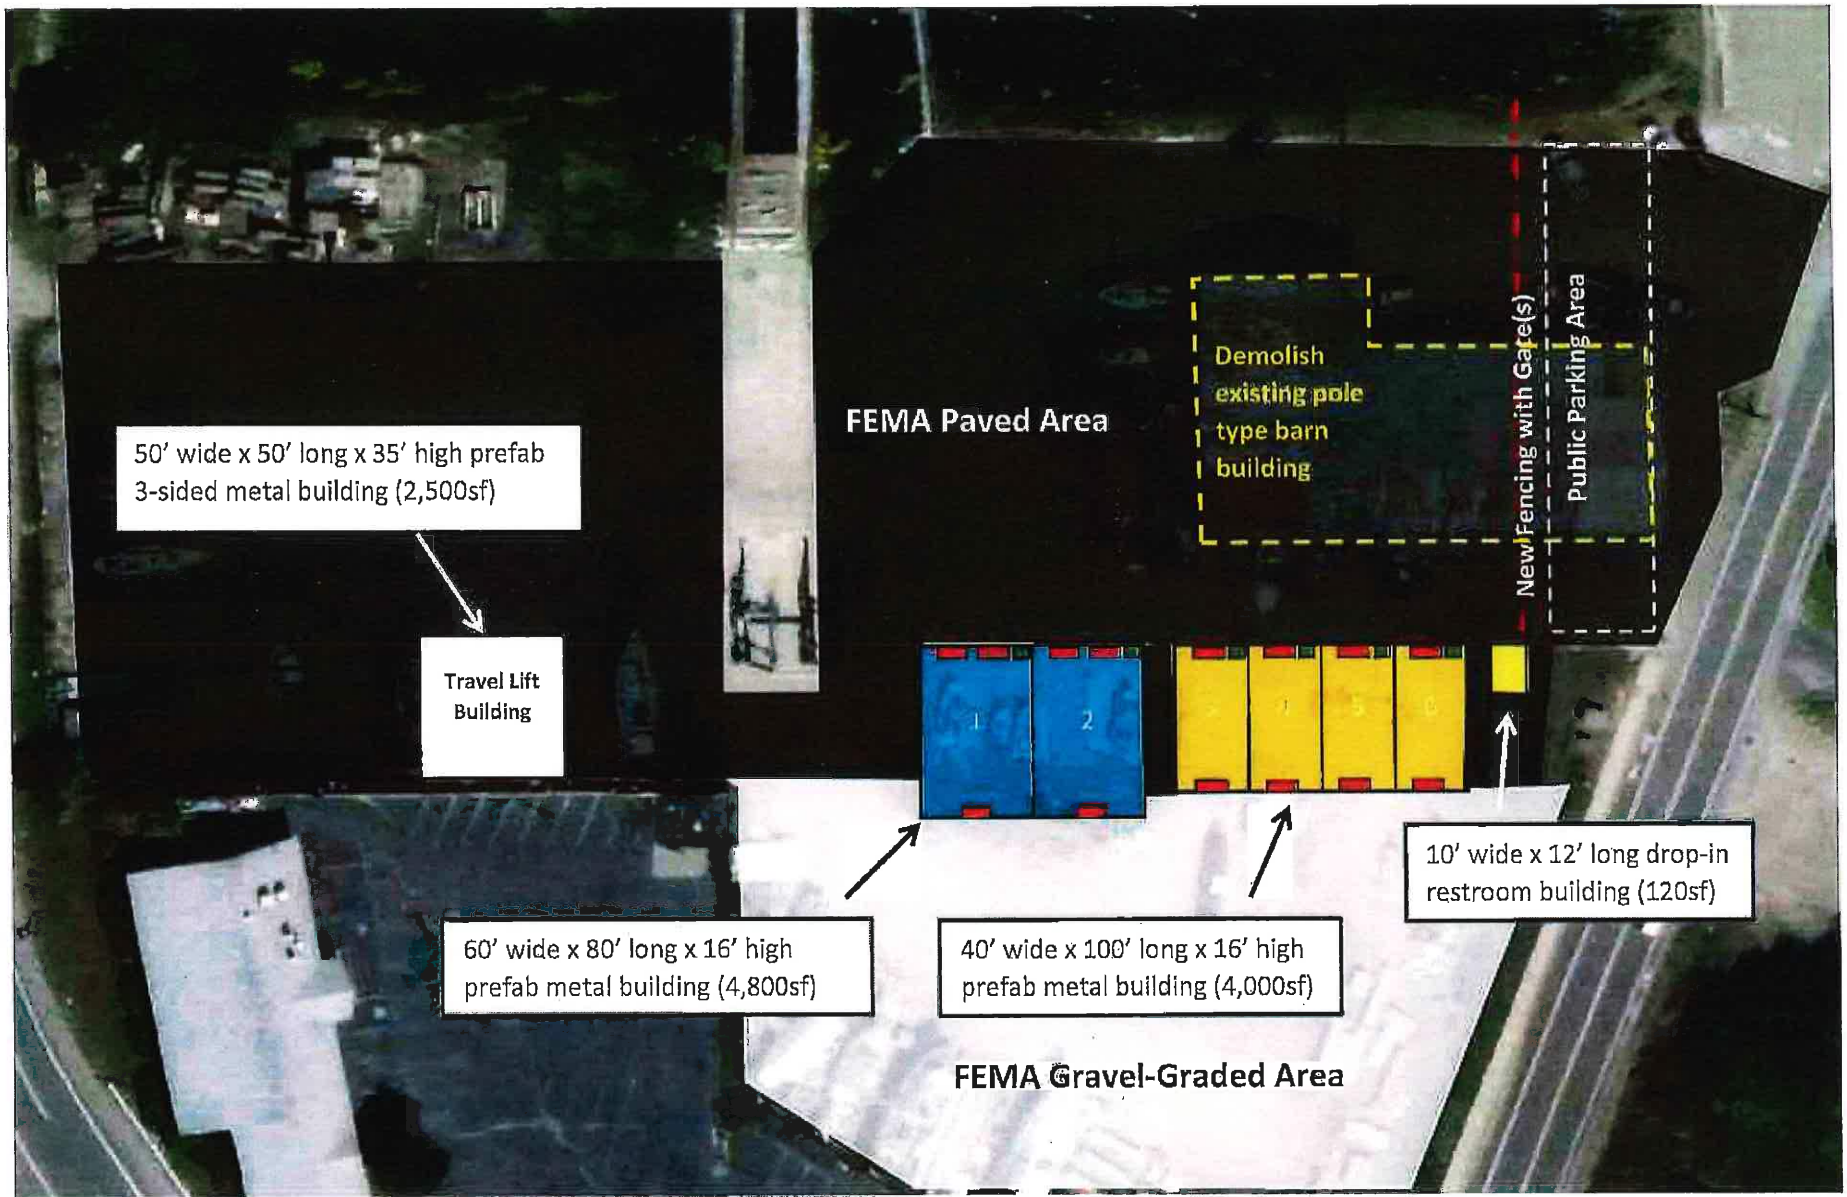 New Fencing with Gate(s)
Public Parking Area
Demolish
existing pole
type barn
building
FEMA Paved Area
50' wide x 50' long x 35' high prefab
3-sided metal building (2,500sf)
Travel Lift
Building
1
2
5
6
10' wide x 12' long drop-in
restroom building (120sf)
60' wide x 80' long x 16' high
prefab metal building (4,800sf)
40' wide x 100' long x 16' high
prefab metal building (4,000sf)
FEMA Gravel-Graded Area